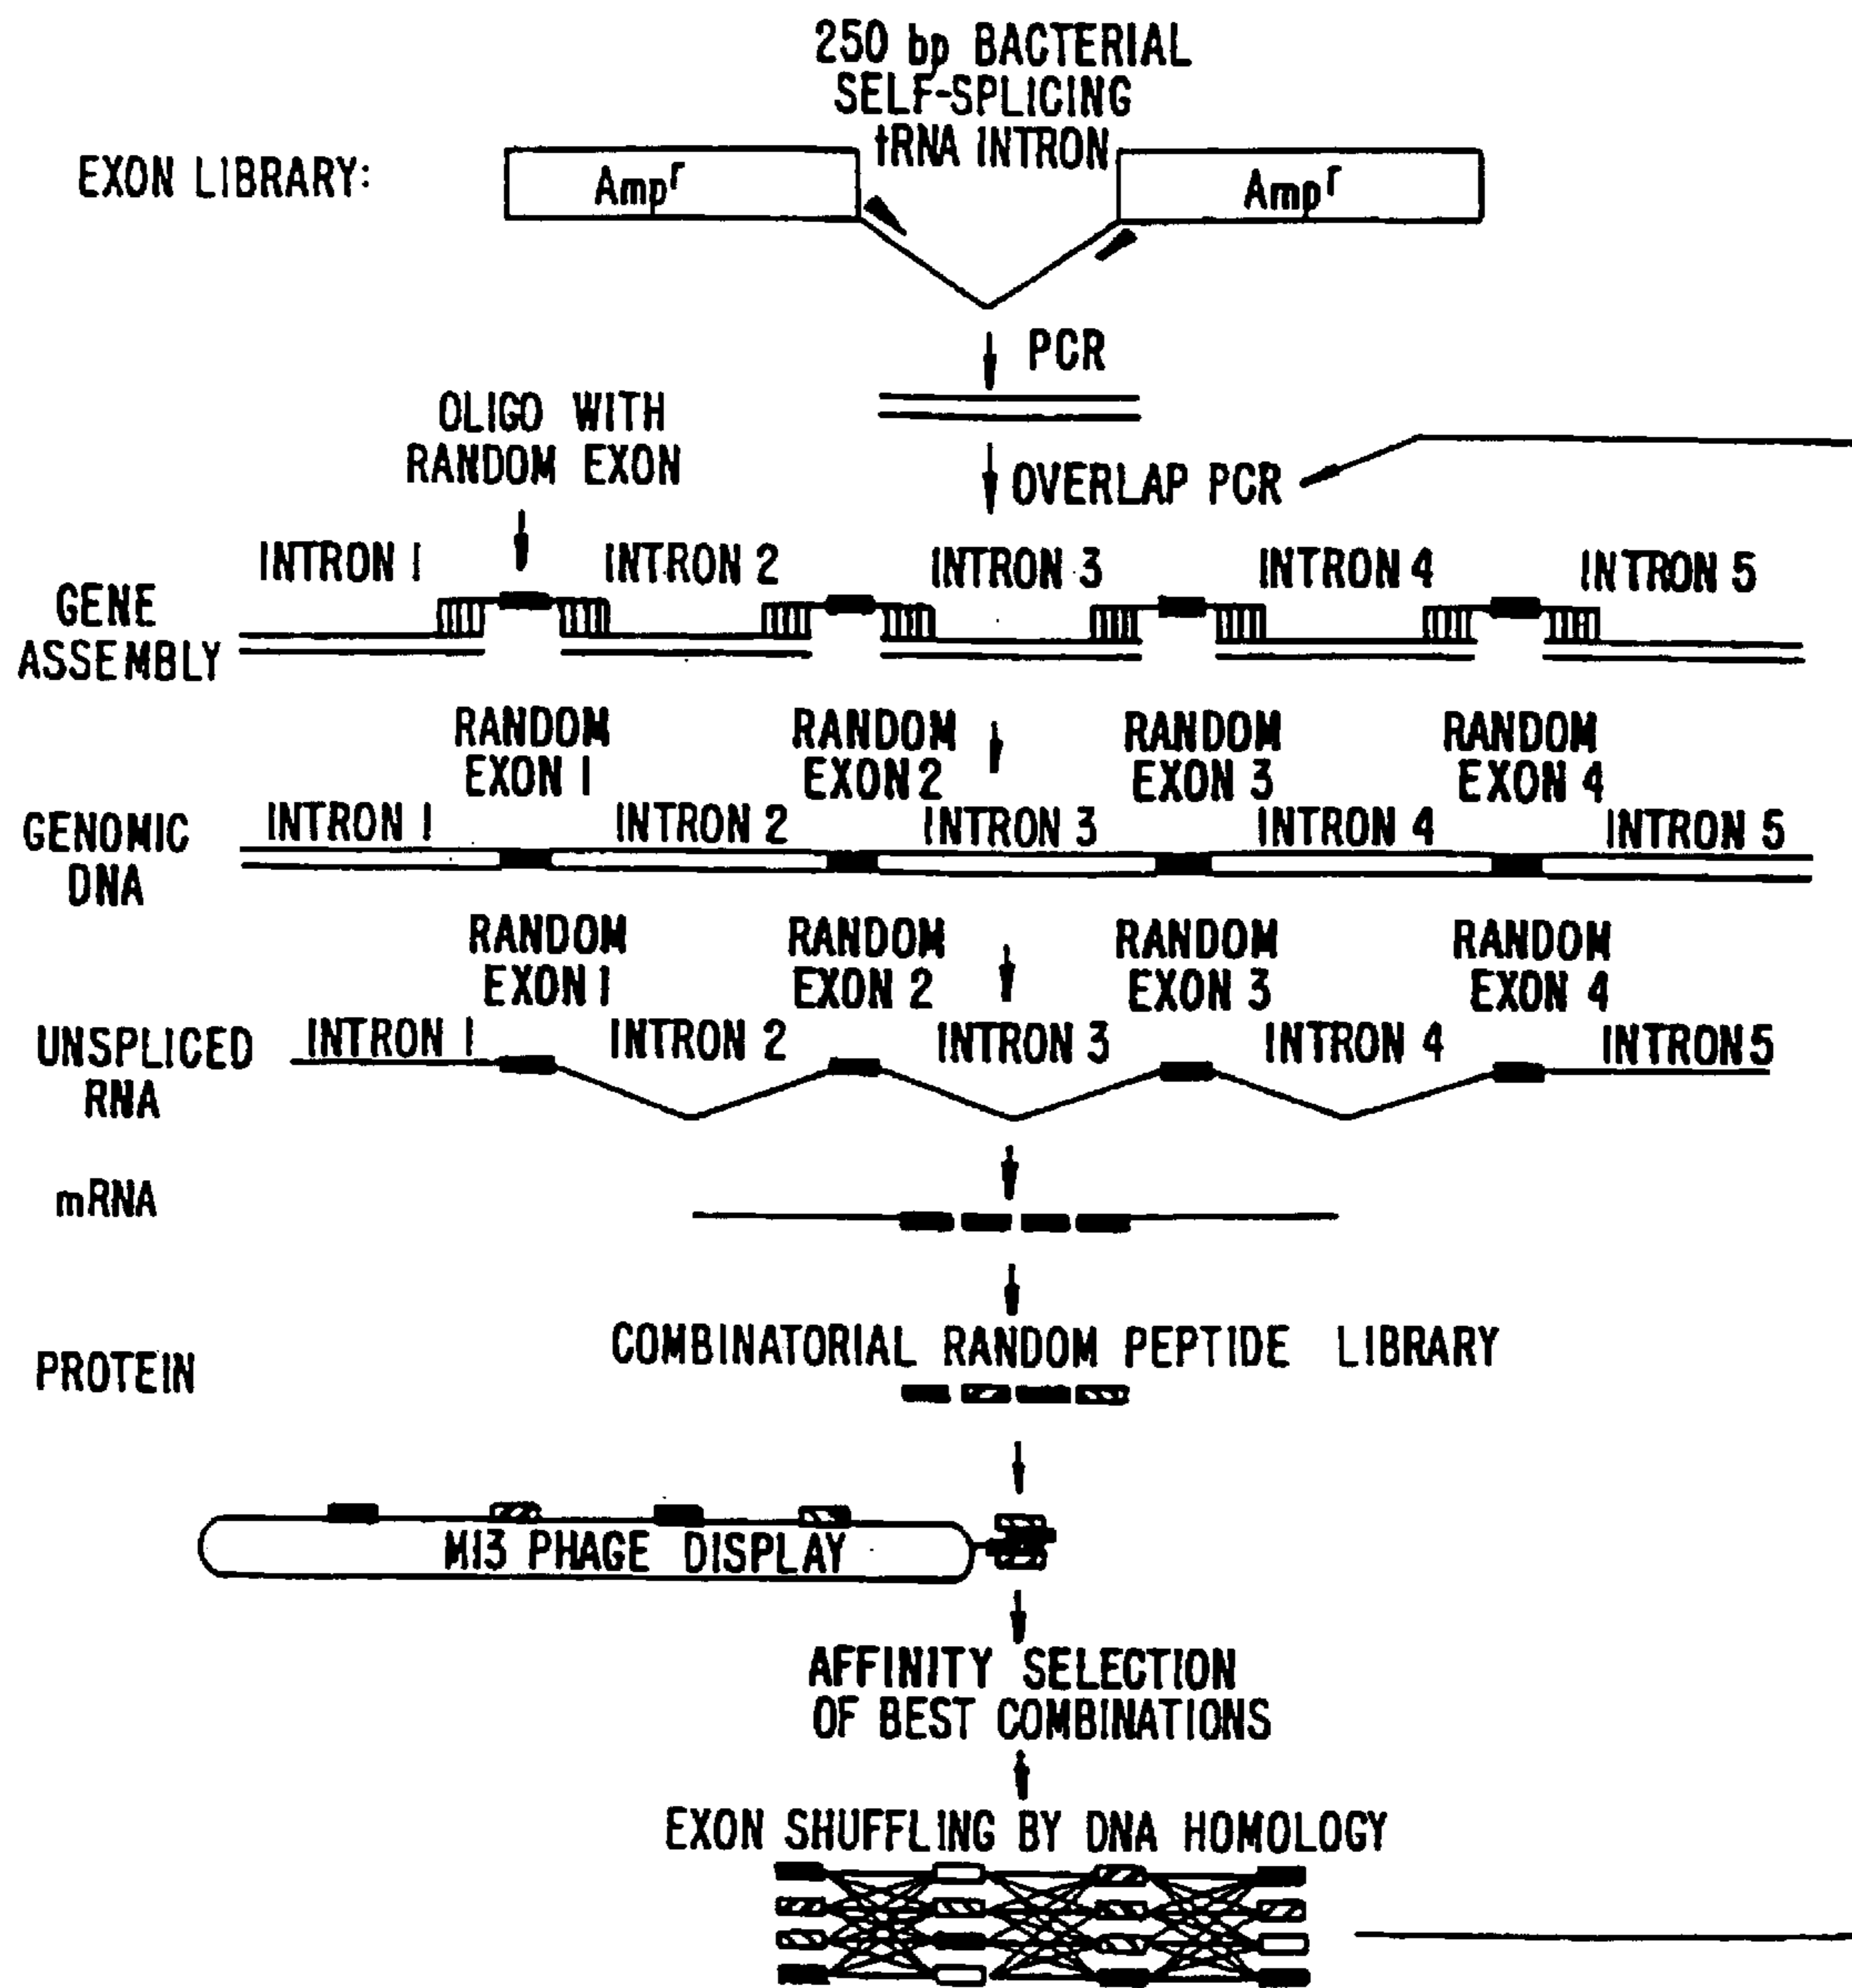 250 bp BACTERIAL
SELF-SPLICING
tRNA INTRON
EXON LIBRARY:
Ampʳ
Ampʳ
PCR
OLIGO WITH
RANDOM EXON
OVERLAP PCR
INTRON 1
INTRON 2
INTRON 3
INTRON 4
INTRON 5
GENE
ASSEMBLY
RANDOM
EXON 1
RANDOM
EXON 2
RANDOM
EXON 3
RANDOM
EXON 4
GENOMIC
DNA
INTRON 1
INTRON 2
INTRON 3
INTRON 4
INTRON 5
RANDOM
EXON 1
RANDOM
EXON 2
RANDOM
EXON 3
RANDOM
EXON 4
UNSPLICED
RNA
INTRON 1
INTRON 2
INTRON 3
INTRON 4
INTRON 5
mRNA
COMBINATORIAL RANDOM PEPTIDE LIBRARY
PROTEIN
M13 PHAGE DISPLAY
AFFINITY SELECTION
OF BEST COMBINATIONS
EXON SHUFFLING BY DNA HOMOLOGY